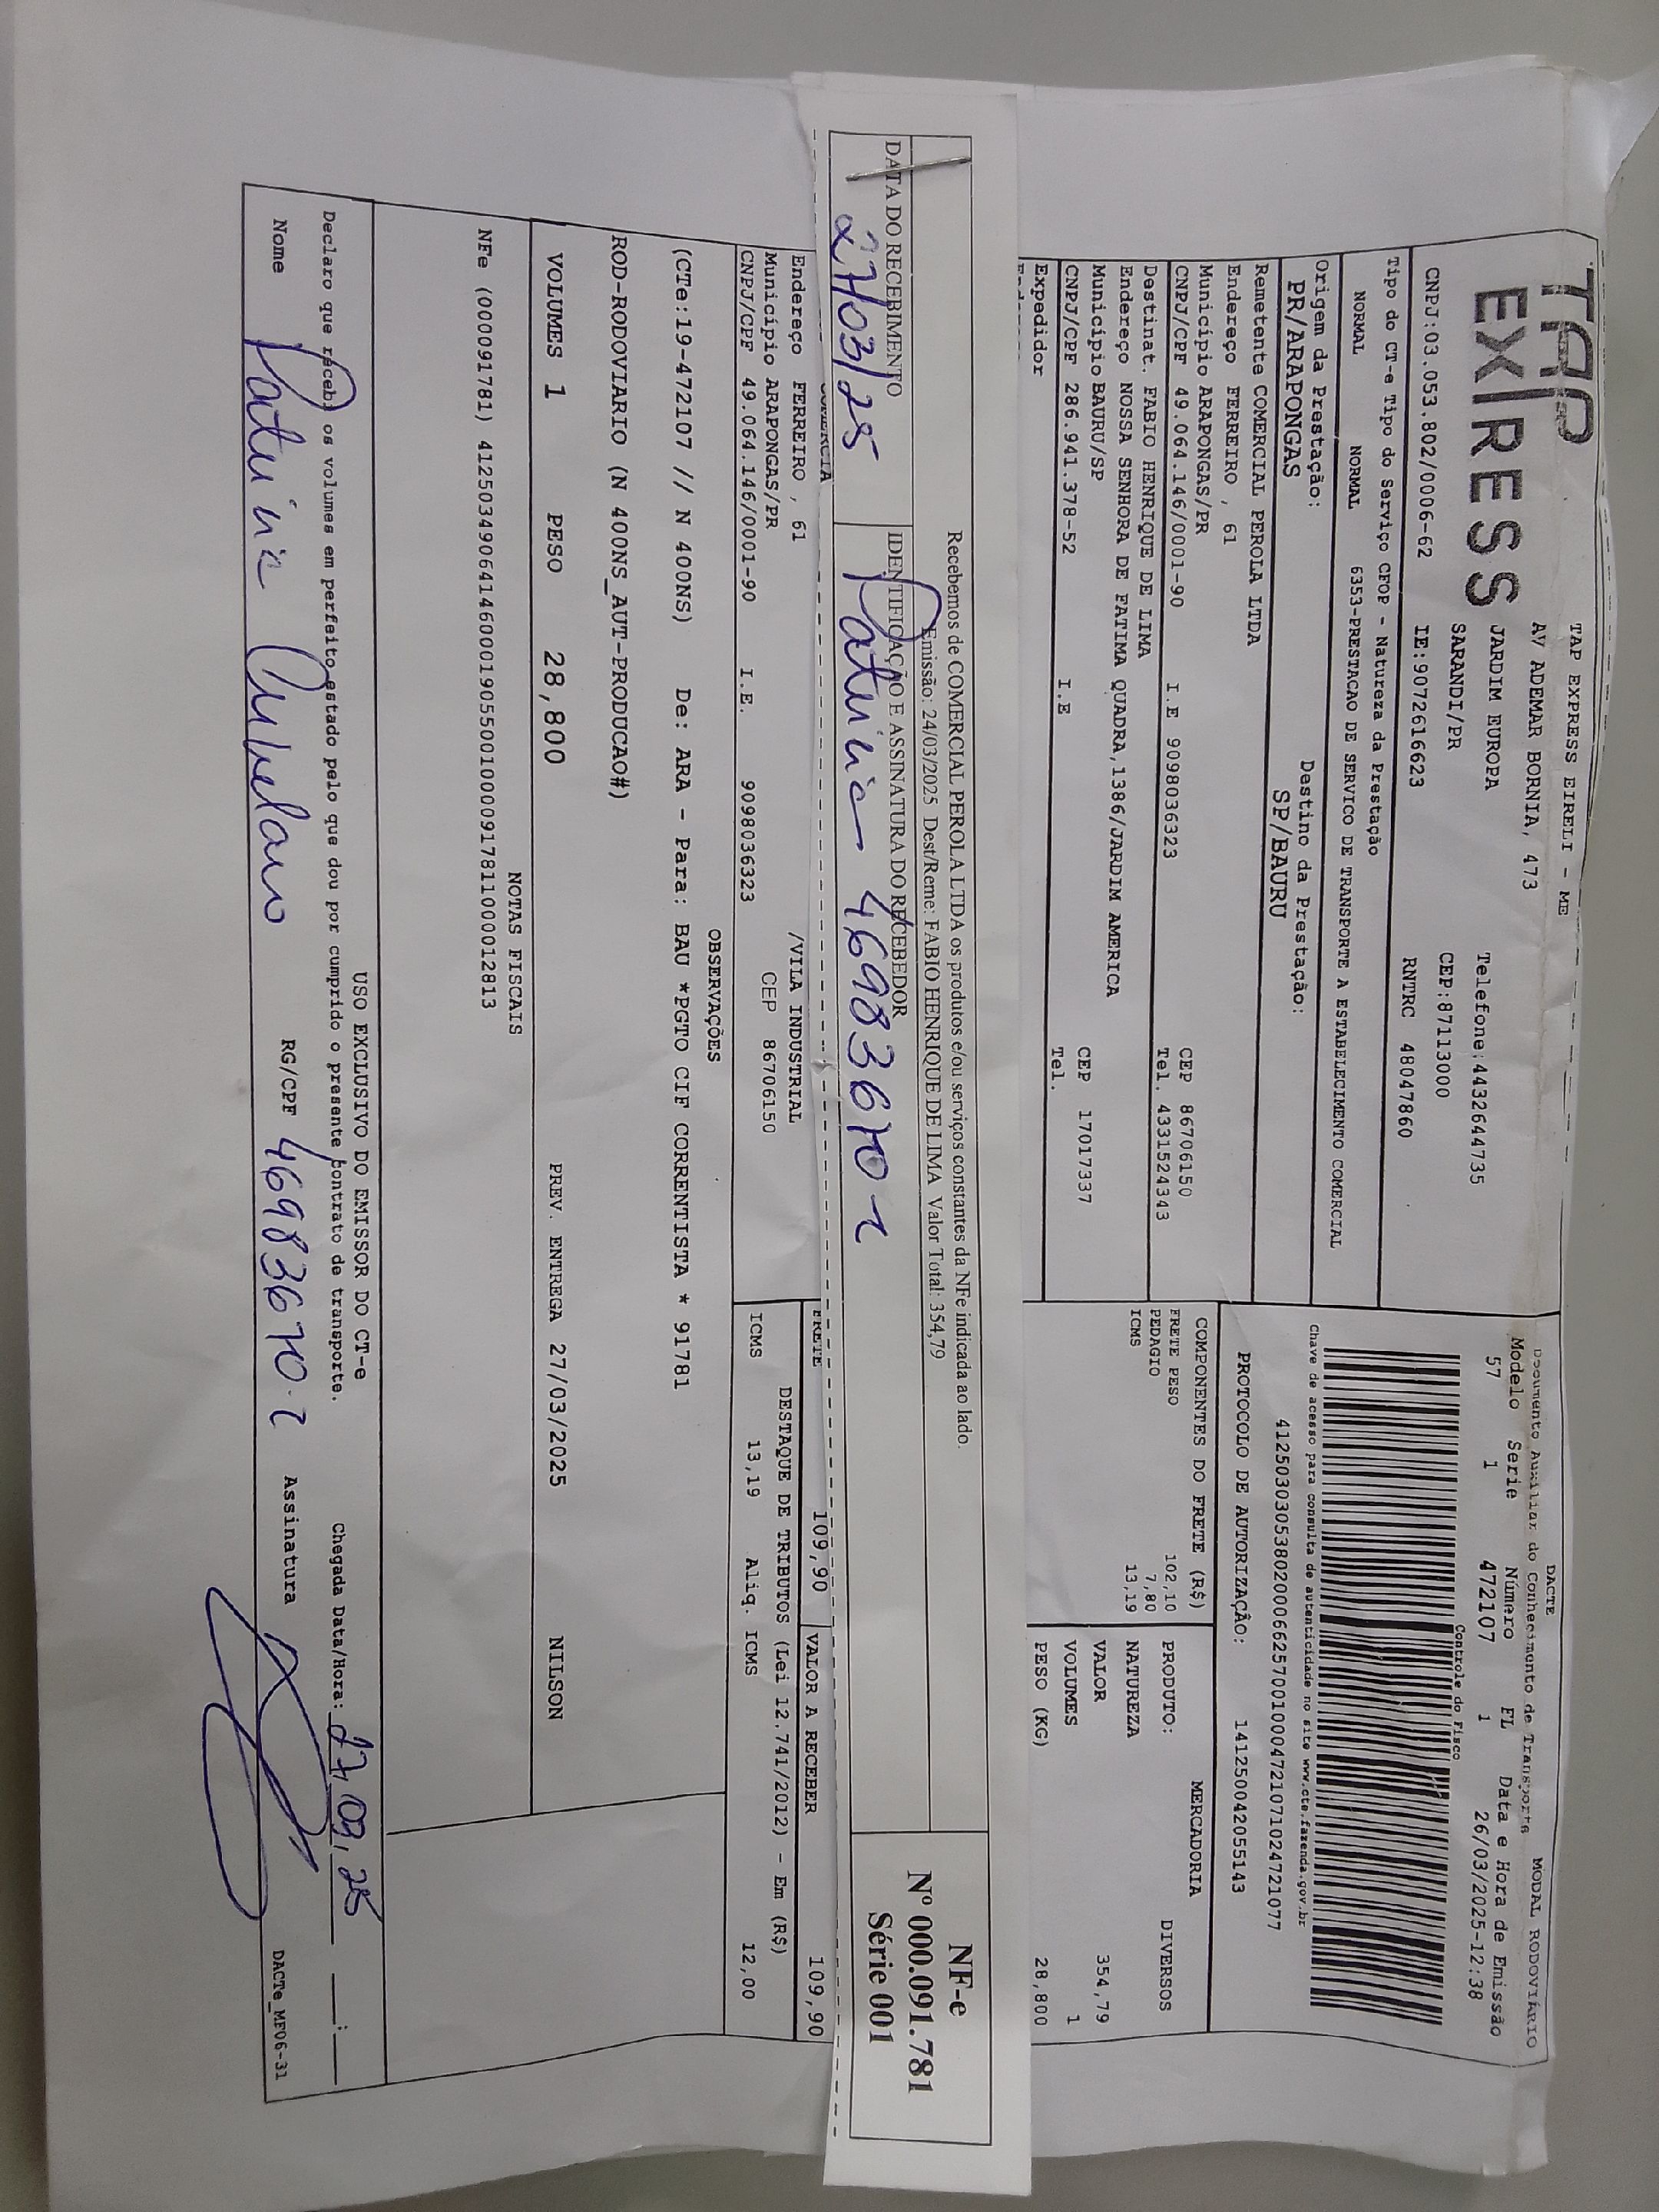 TAP EXPRESS
TAP EXPRESS EIRELI - ME
AV ADEMAR BORNIA, 473
JARDIM EUROPA
Telefone:4432644735
SARANDI/PR
CEP:87113000
CNPJ:03.053.802/0006-62 IE:9072616623 RNTRC 48047860
DACTE
Documento Auxiliar do Conhecimento de Transporte
MODAL RODOVIÁRIO
Modelo Serie Número FL Data e Hora de Emissão
57 1 472107 1 26/03/2025-12:38
Controle do Fisco
Tipo do CT-e Tipo do Serviço CFOP - Natureza da Prestação
NORMAL NORMAL 6353-PRESTACAO DE SERVICO DE TRANSPORTE A ESTABELECIMENTO COMERCIAL
Chave de acesso para consulta de autenticidade no site www.cte.fazenda.gov.br
41250303053802000662570010004721071024721077
Origem da Prestação: Destino da Prestação:
PR/ARAPONGAS SP/BAURU
PROTOCOLO DE AUTORIZAÇÃO: 141250042055143
Remetente COMERCIAL PEROLA LTDA
Endereço FERREIRO , 61
Município ARAPONGAS/PR CEP 86706150
CNPJ/CPF 49.064.146/0001-90 I.E 9098036323 Tel. 4331524343
Destinat. FABIO HENRIQUE DE LIMA
Endereço NOSSA SENHORA DE FATIMA QUADRA,1386/JARDIM AMERICA
Município BAURU/SP CEP 17017337
CNPJ/CPF 286.941.378-52 I.E Tel.
Expedidor
COMPONENTES DO FRETE (R$)
FRETE PESO 102,10
PEDAGIO 7,80
ICMS 13,19
MERCADORIA
PRODUTO: DIVERSOS
NATUREZA
VALOR 354,79
VOLUMES 1
PESO (KG) 28,800
Recebemos de COMERCIAL PEROLA LTDA os produtos e/ou serviços constantes da NFe indicada ao lado.
Emissão: 24/03/2025 Dest/Reme: FABIO HENRIQUE DE LIMA Valor Total: 354,79
DATA DO RECEBIMENTO
27/03/25
IDENTIFICAÇÃO E ASSINATURA DO RECEBEDOR
Patricia 46983670-2
NF-e
Nº 000.091.781
Série 001
Endereço FERREIRO , 61 /VILA INDUSTRIAL
Município ARAPONGAS/PR CEP 86706150
CNPJ/CPF 49.064.146/0001-90 I.E. 9098036323
FRETE 109,90 VALOR A RECEBER 109,90
DESTAQUE DE TRIBUTOS (Lei 12.741/2012) - Em (R$)
ICMS 13,19 Aliq. ICMS 12,00
OBSERVAÇÕES
(CTe:19-472107 // N 400NS) De: ARA - Para: BAU *PGTO CIF CORRENTISTA * 91781
ROD-RODOVIARIO (N 400NS_AUT-PRODUCAO#)
VOLUMES 1 PESO 28,800 PREV. ENTREGA 27/03/2025 NILSON
NOTAS FISCAIS
NFe (000091781) 41250349064146000190550010000917811000012813
USO EXCLUSIVO DO EMISSOR DO CT-e
Declaro que recebi os volumes em perfeito estado pelo que dou por cumprido o presente contrato de transporte.
Chegada Data/Hora: 27/03/25 __:__
Nome Patricia RG/CPF 46983670-2 Assinatura
DACTe_MF06-31